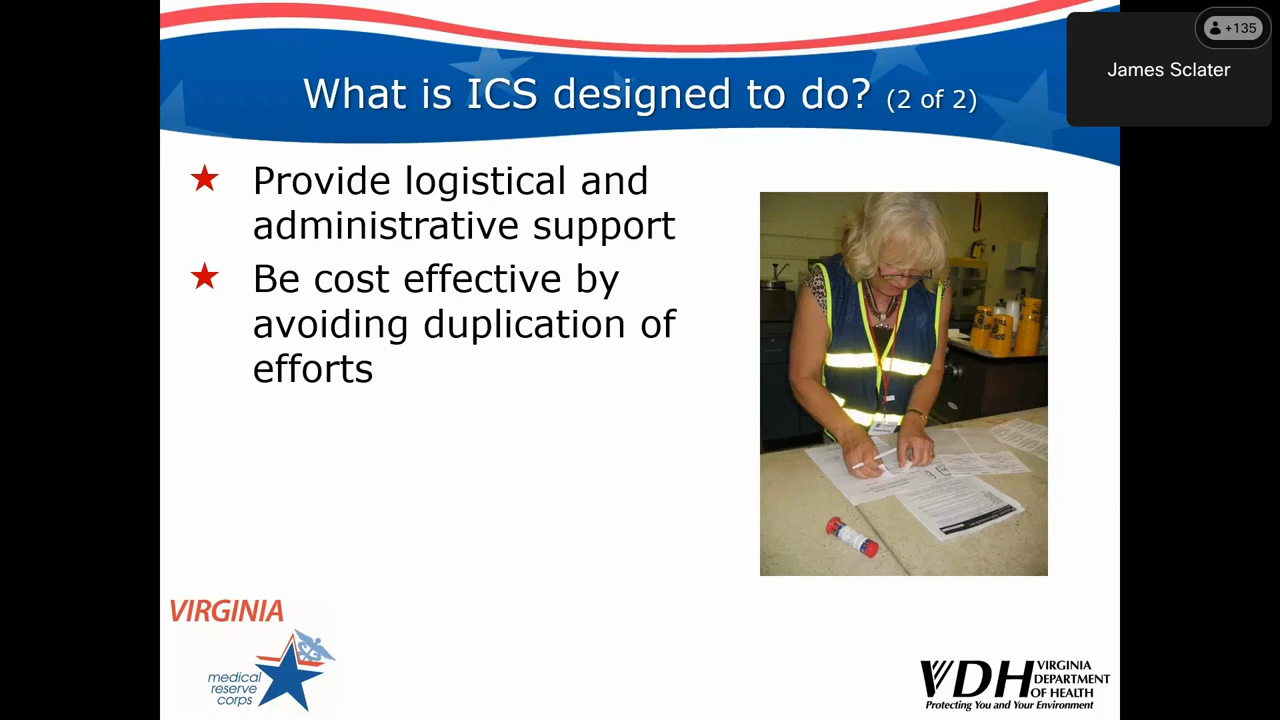 +135
James Sclater
What is ICS designed to do? (2 of 2)
Provide logistical and
administrative support
Be cost effective by
avoiding duplication of
efforts
VIRGINIA
medical
reserve
corps
VDH
VIRGINIA
DEPARTMENT
OF HEALTH
Protecting You and Your Environment